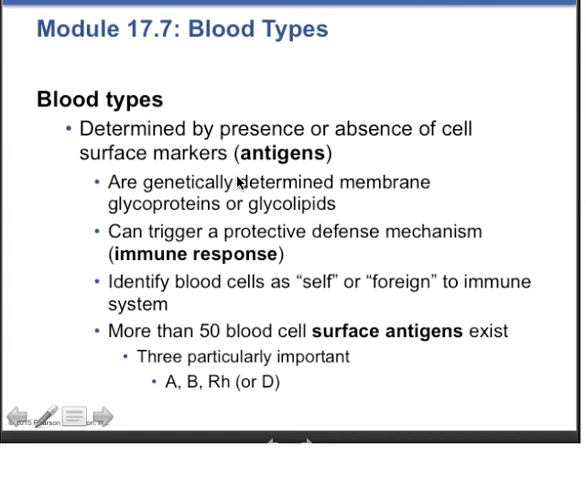 Module 17.7: Blood Types
Blood types
• Determined by presence or absence of cell
surface markers (antigens)
• Are genetically determined membrane
glycoproteins or glycolipids
• Can trigger a protective defense mechanism
(immune response)
• Identify blood cells as “self” or “foreign” to immune
system
• More than 50 blood cell surface antigens exist
• Three particularly important
• A, B, Rh (or D)